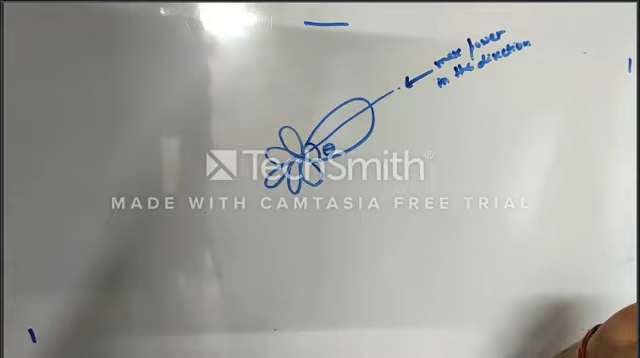 max power
in the direction
θ
TechSmith®
MADE WITH CAMTASIA FREE TRIAL